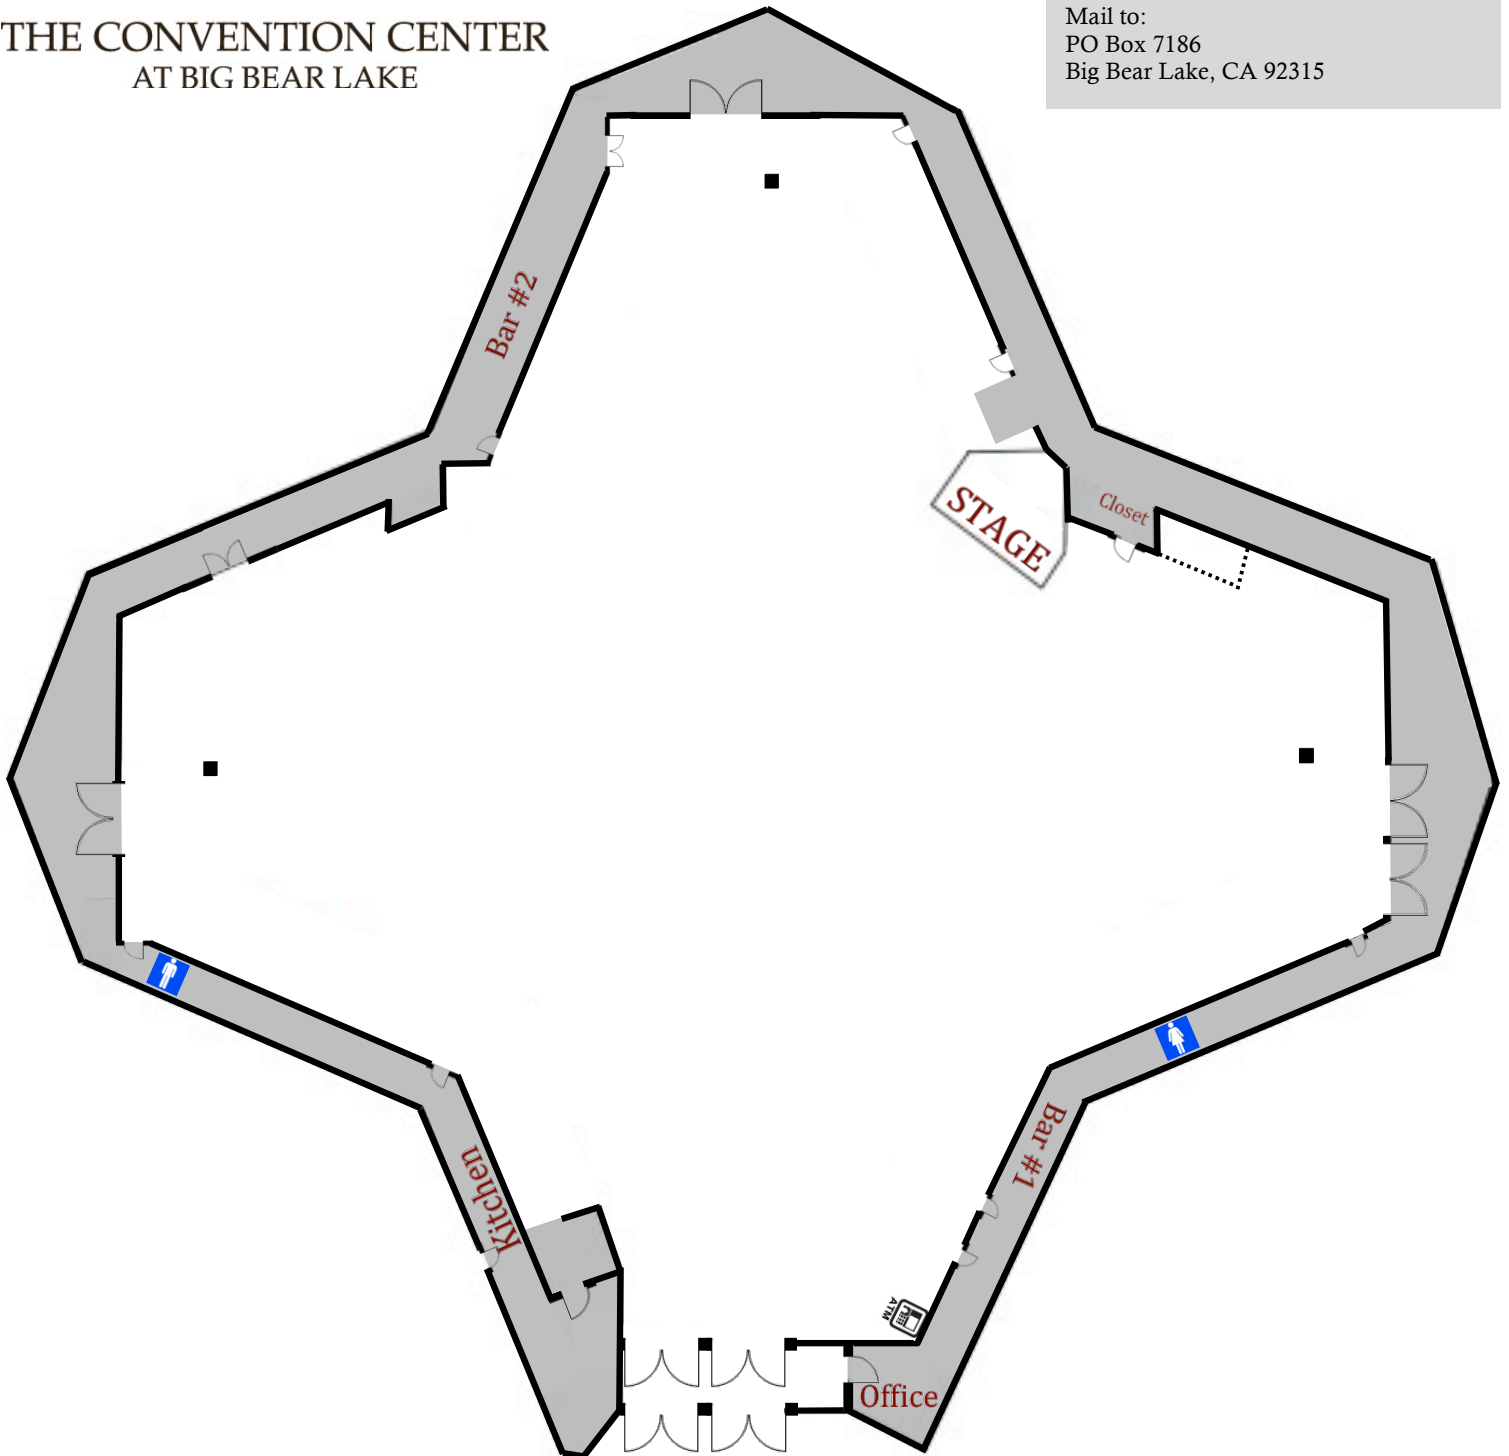 THE CONVENTION CENTER
AT BIG BEAR LAKE
Mail to:
PO Box 7186
Big Bear Lake, CA 92315
Bar #2
STAGE
Closet
Bar #1
Kitchen
ATM
Office